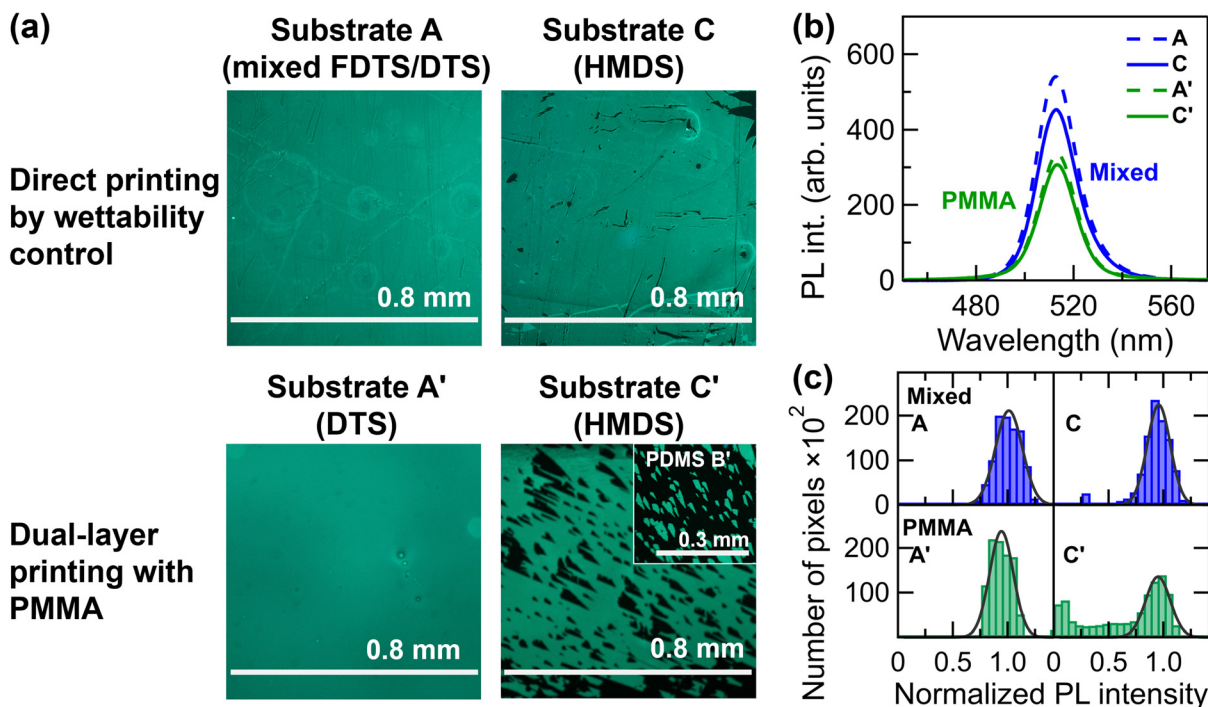 (a)
Substrate A
(mixed FDTS/DTS)
Substrate C
(HMDS)
Direct printing
by wettability
control
0.8 mm
0.8 mm
Substrate A'
(DTS)
Substrate C'
(HMDS)
Dual-layer
printing with
PMMA
0.8 mm
PDMS B'
0.3 mm
0.8 mm
(b)
PL int. (arb. units)
600
400
200
0
A
C
A'
C'
Mixed
PMMA
480
520
560
Wavelength (nm)
(c)
Number of pixels ×10²
200
100
0
200
100
Mixed
A
C
PMMA
A'
C'
0
0.5
1.0
0
0.5
1.0
Normalized PL intensity